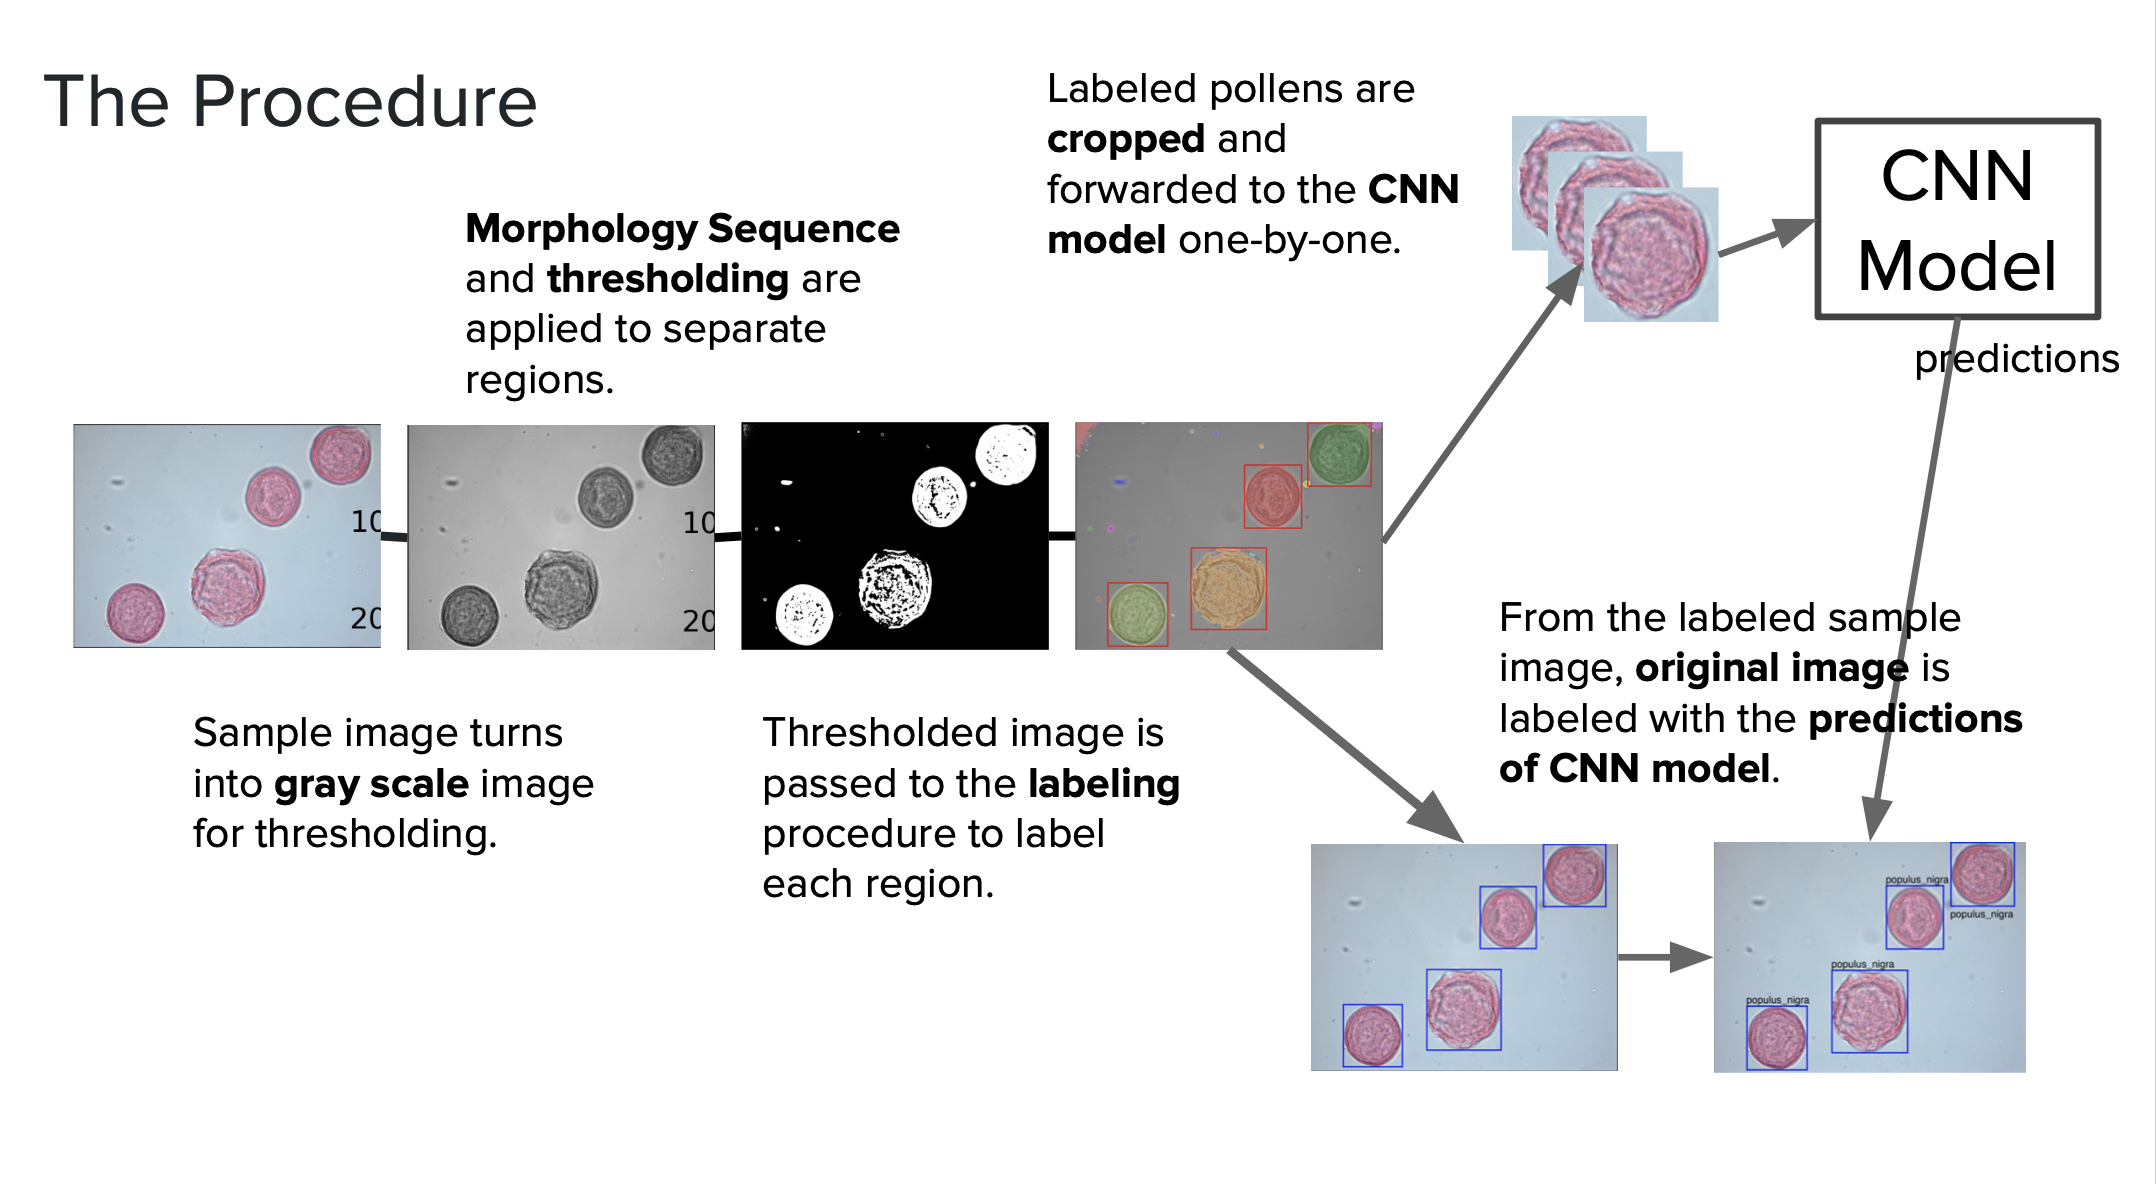 The Procedure
Morphology Sequence
and thresholding are
applied to separate
regions.
Labeled pollens are
cropped and
forwarded to the CNN
model one-by-one.
CNN
Model
predictions
10
20
10
20
Sample image turns
into gray scale image
for thresholding.
Thresholded image is
passed to the labeling
procedure to label
each region.
From the labeled sample
image, original image is
labeled with the predictions
of CNN model.
populus_nigra
populus_nigra
populus_nigra
populus_nigra